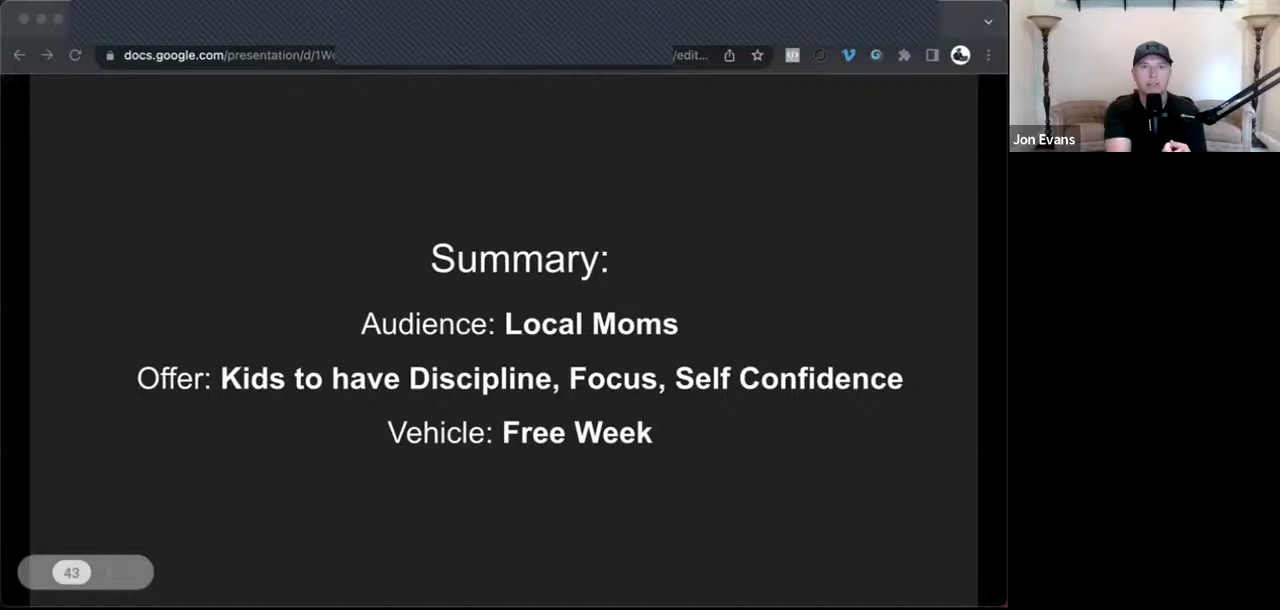 docs.google.com/presentation/d/1W
/edit...
Jon Evans
Summary:
Audience: Local Moms
Offer: Kids to have Discipline, Focus, Self Confidence
Vehicle: Free Week
43